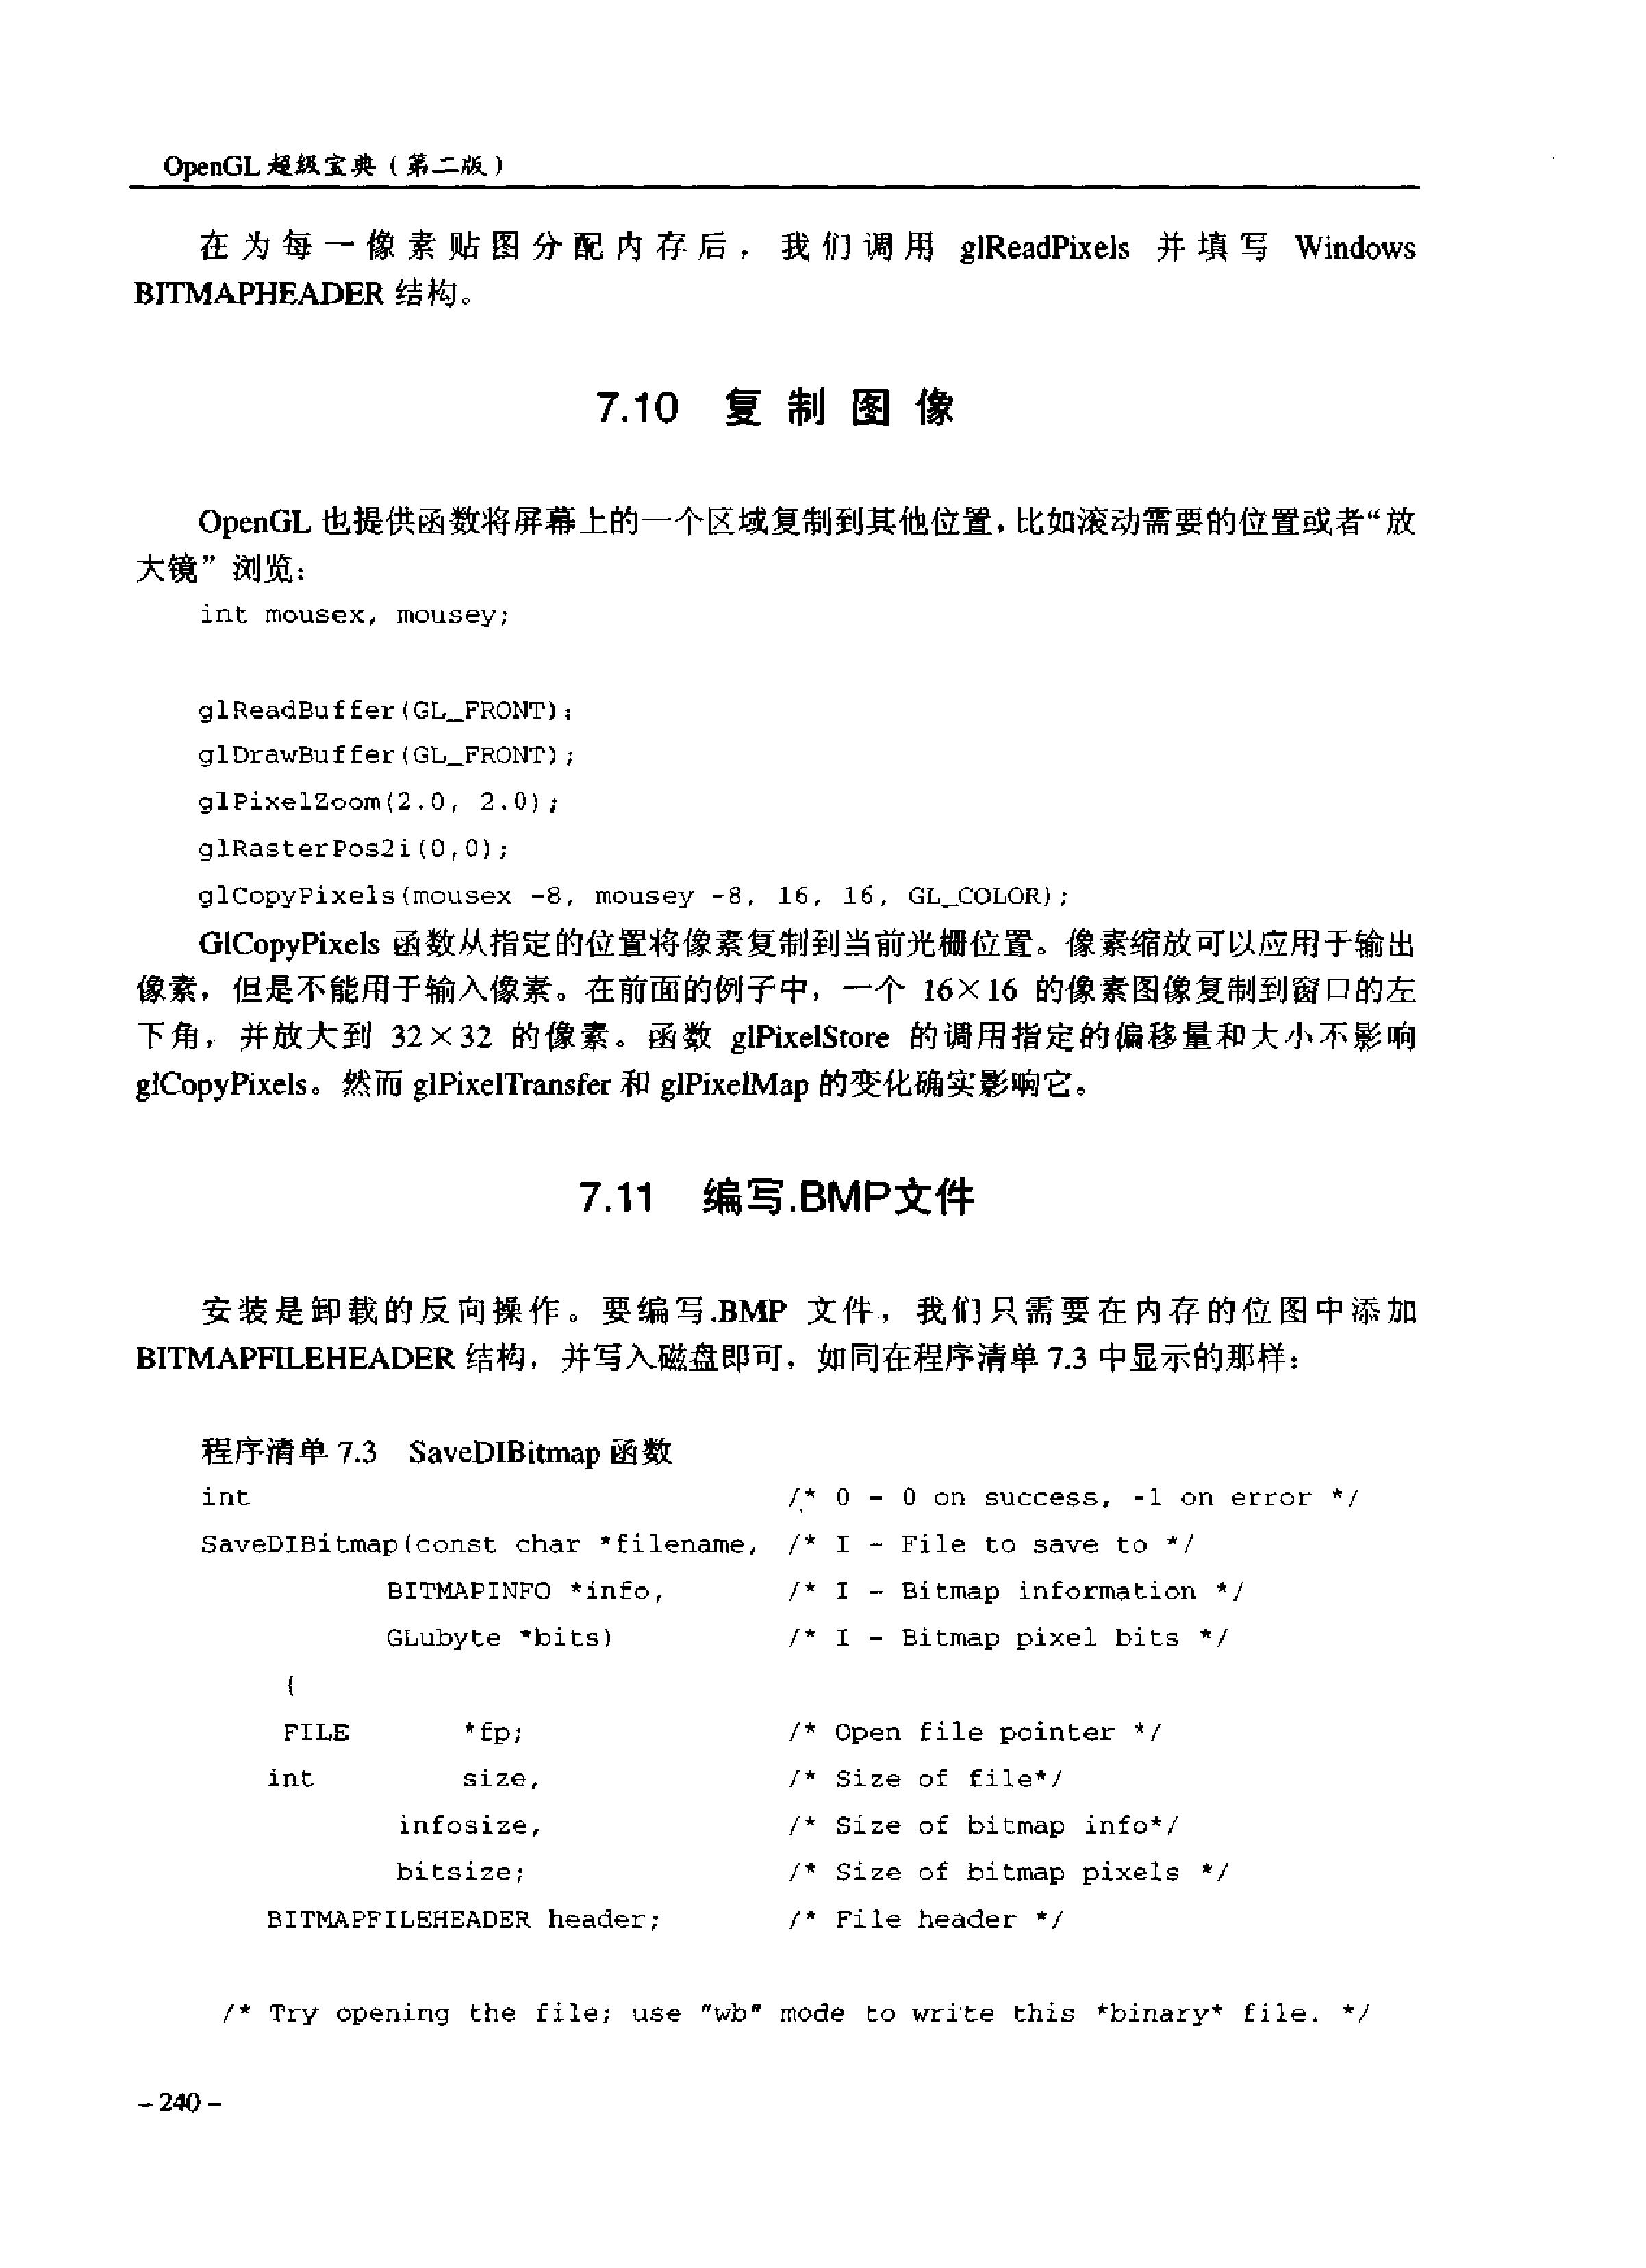 OpenGL 超级宝典（第二版）
在为每一像素贴图分配内存后，我们调用 glReadPixels 并填写 Windows
BITMAPHEADER 结构。
7.10 复制图像
OpenGL 也提供函数将屏幕上的一个区域复制到其他位置，比如滚动需要的位置或者“放
大镜”浏览：
int mousex, mousey;
glReadBuffer(GL_FRONT);
glDrawBuffer(GL_FRONT);
glPixelZoom(2.0, 2.0);
glRasterPos2i(0,0);
glCopyPixels(mousex -8, mousey -8, 16, 16, GL_COLOR);
GlCopyPixels 函数从指定的位置将像素复制到当前光栅位置。像素缩放可以应用于输出
像素，但是不能用于输入像素。在前面的例子中，一个 16×16 的像素图像复制到窗口的左
下角，并放大到 32×32 的像素。函数 glPixelStore 的调用指定的偏移量和大小不影响
glCopyPixels。然而 glPixelTransfer 和 glPixelMap 的变化确实影响它。
7.11 编写.BMP文件
安装是卸载的反向操作。要编写.BMP 文件，我们只需要在内存的位图中添加
BITMAPFILEHEADER 结构，并写入磁盘即可，如同在程序清单 7.3 中显示的那样：
程序清单 7.3 SaveDIBitmap 函数
int /* 0 - 0 on success, -1 on error */
SaveDIBitmap(const char *filename, /* I - File to save to */
BITMAPINFO *info, /* I - Bitmap information */
GLubyte *bits) /* I - Bitmap pixel bits */
{
FILE *fp; /* Open file pointer */
int size, /* Size of file*/
infosize, /* Size of bitmap info*/
bitsize; /* Size of bitmap pixels */
BITMAPFILEHEADER header; /* File header */
/* Try opening the file; use "wb" mode to write this *binary* file. */
- 240 -